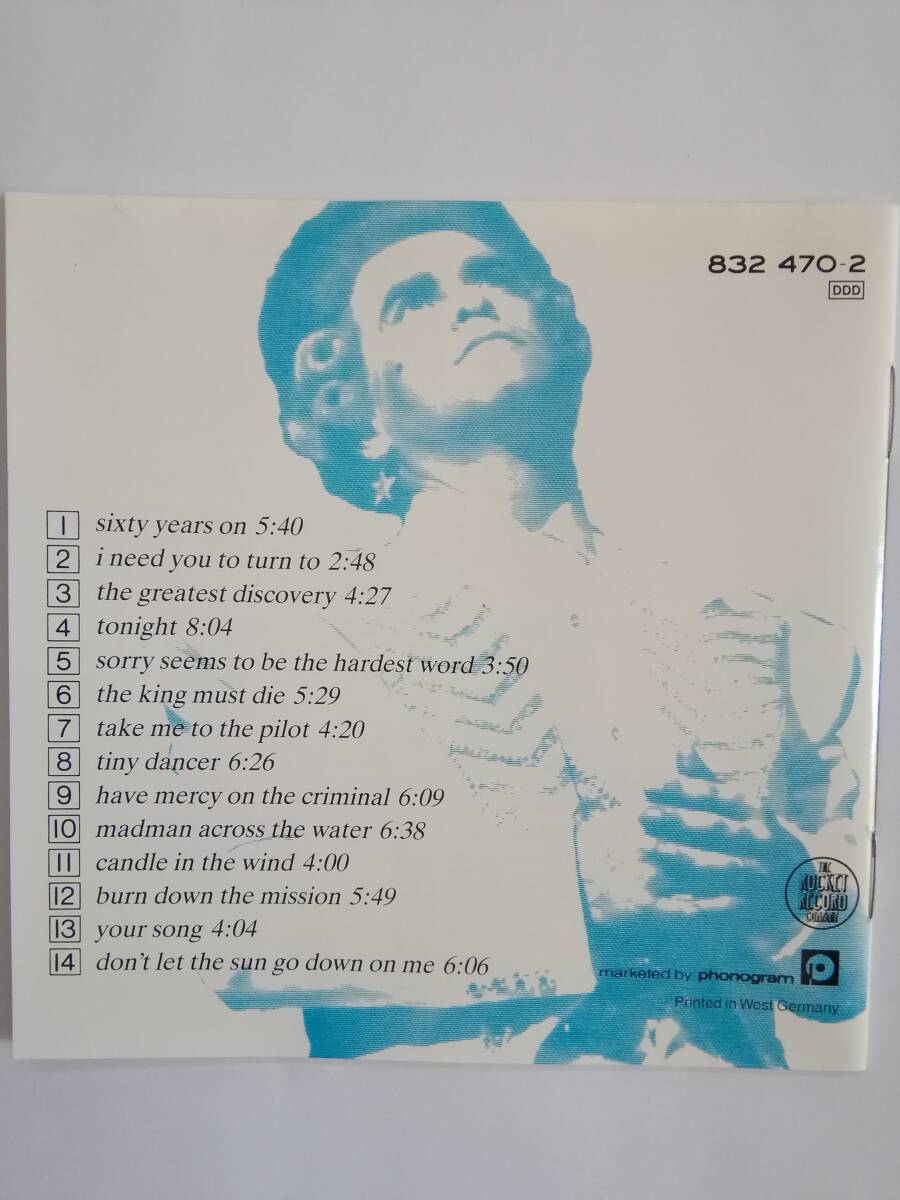 832 470-2
DDD
1 sixty years on 5:40
2 i need you to turn to 2:48
3 the greatest discovery 4:27
4 tonight 8:04
5 sorry seems to be the hardest word 3:50
6 the king must die 5:29
7 take me to the pilot 4:20
8 tiny dancer 6:26
9 have mercy on the criminal 6:09
10 madman across the water 6:38
11 candle in the wind 4:00
12 burn down the mission 5:49
13 your song 4:04
14 don't let the sun go down on me 6:06
THE
ROCKET
RECORD
COMPANY
marketed by phonogram
Printed in West Germany